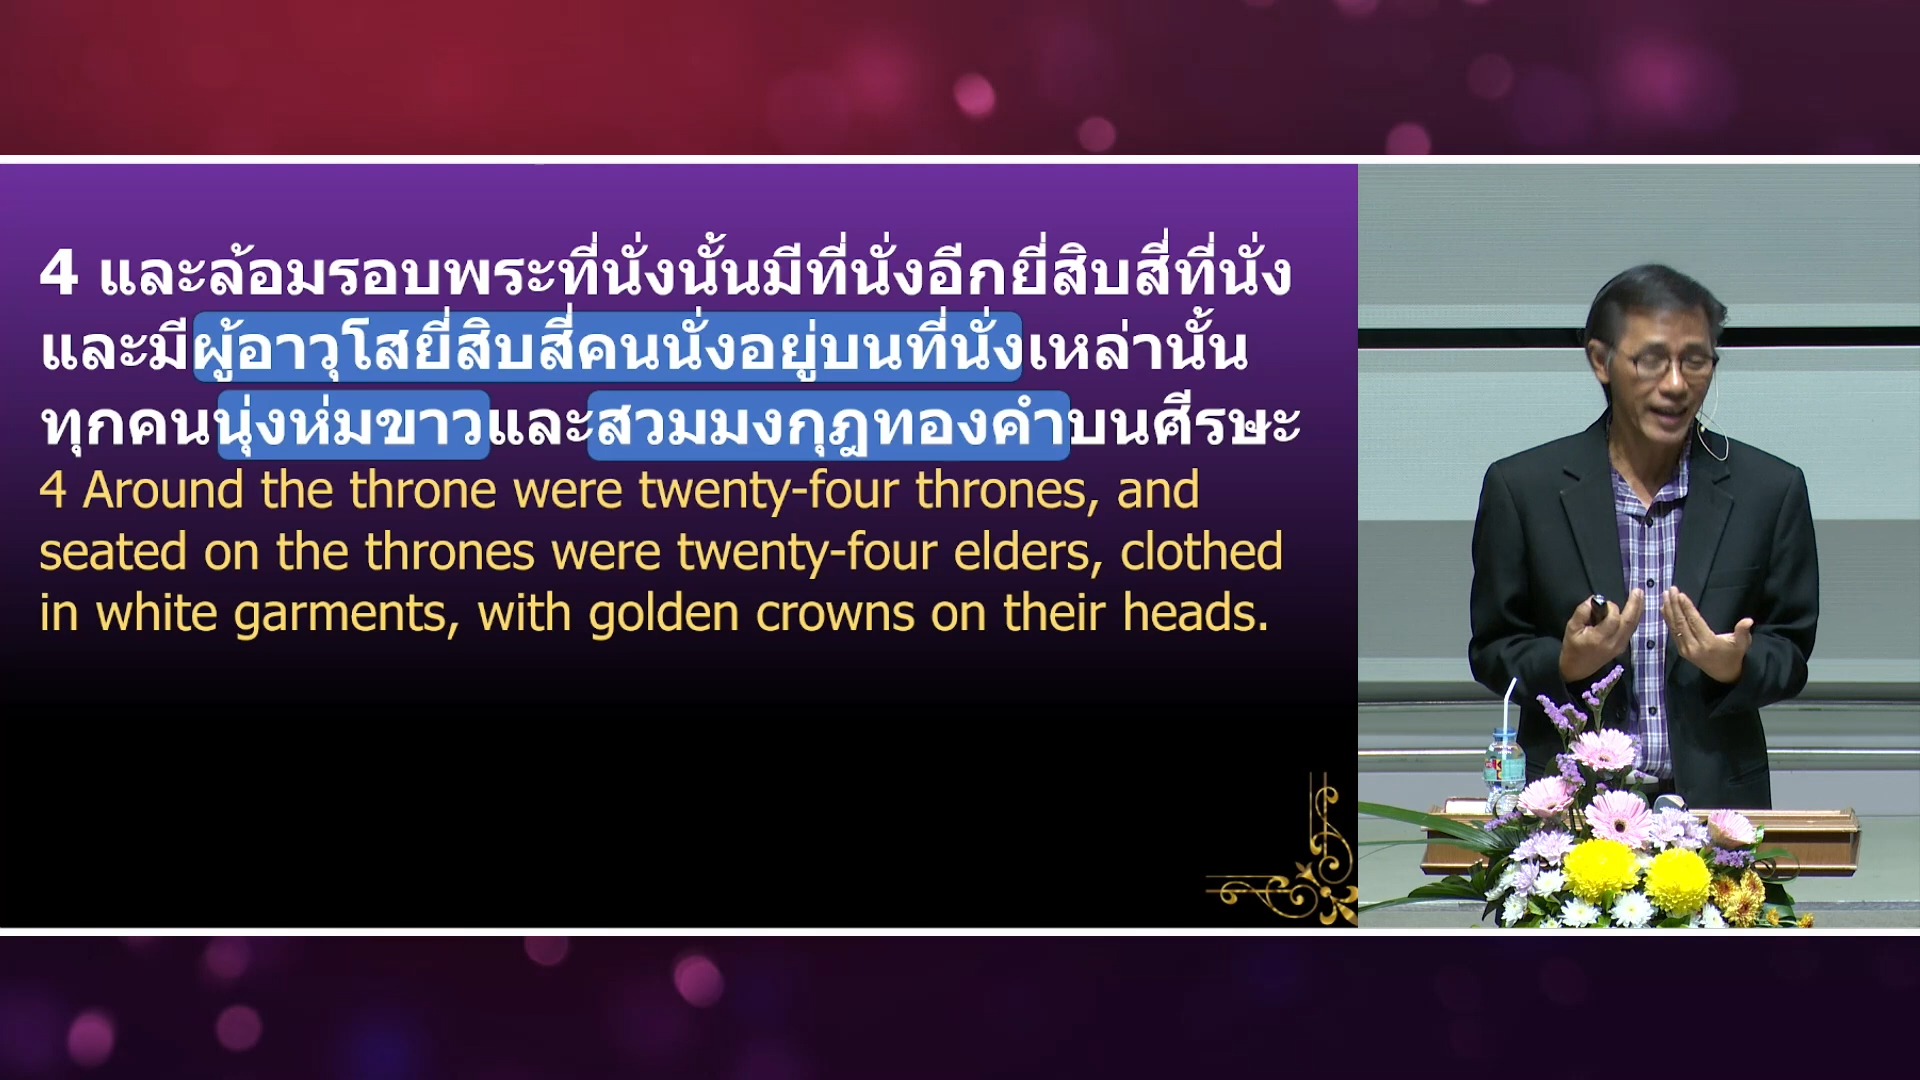 4 และล้อมรอบพระที่นั่งนั้นมีที่นั่งอีกยี่สิบสี่ที่นั่ง
และมีผู้อาวุโสยี่สิบสี่คนนั่งอยู่บนที่นั่งเหล่านั้น
ทุกคนนุ่งห่มขาวและสวมมงกุฎทองคำบนศีรษะ
4 Around the throne were twenty-four thrones, and
seated on the thrones were twenty-four elders, clothed
in white garments, with golden crowns on their heads.